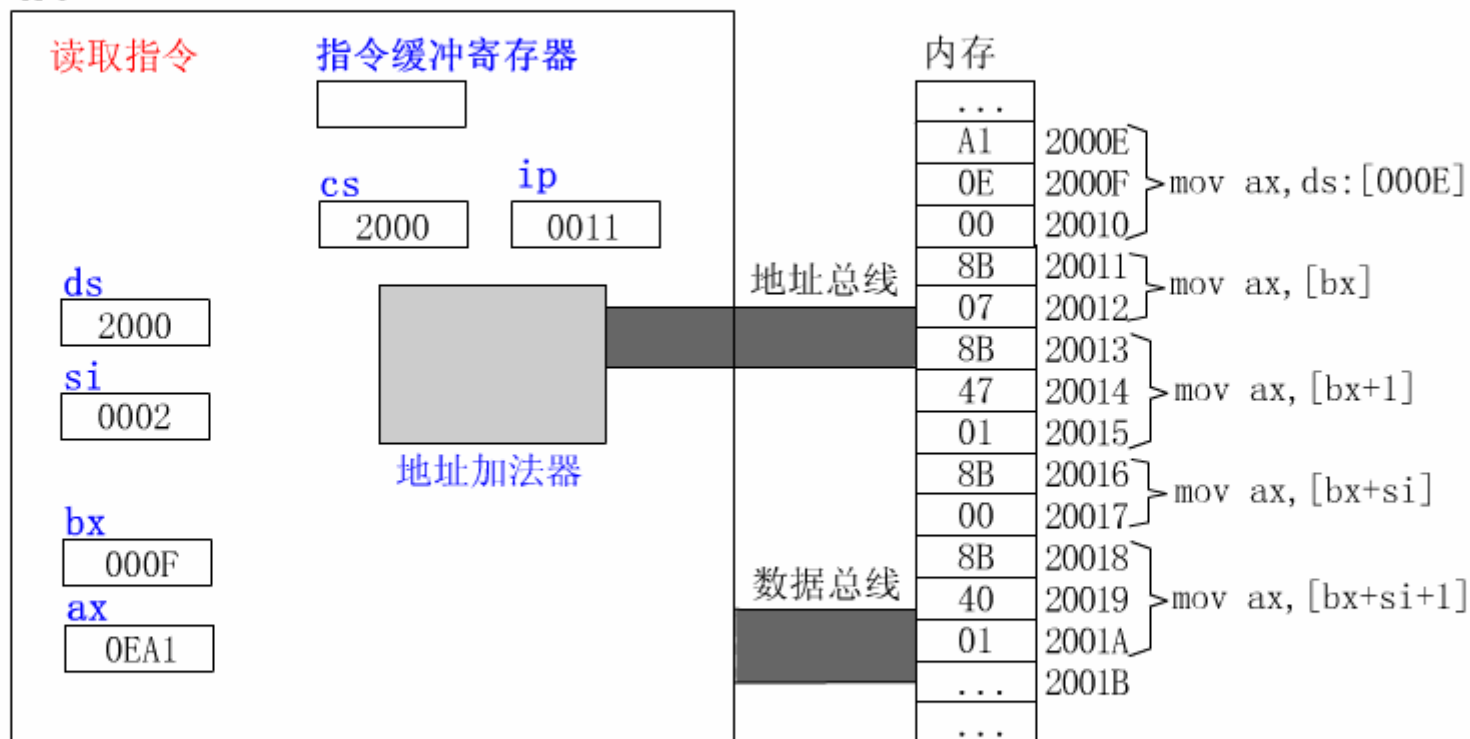 读取指令
指令缓冲寄存器
cs
2000
ip
0011
ds
2000
si
0002
地址加法器
bx
000F
ax
0EA1
地址总线
数据总线
内存
...
A1 2000E
0E 2000F mov ax,ds:[000E]
00 20010
8B 20011 mov ax,[bx]
07 20012
8B 20013
47 20014 mov ax,[bx+1]
01 20015
8B 20016 mov ax,[bx+si]
00 20017
8B 20018
40 20019 mov ax,[bx+si+1]
01 2001A
... 2001B
...